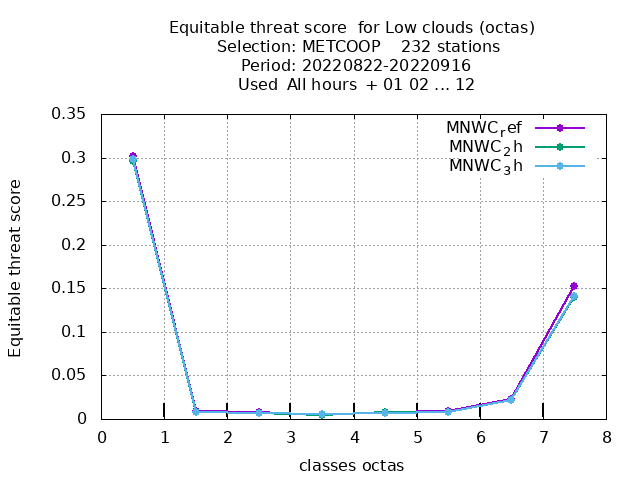 Equitable threat score  for Low clouds (octas)
Selection: METCOOP    232 stations
Period: 20220822-20220916
Used  All hours  + 01 02 ... 12
MNWC_ref
MNWC_2h
MNWC_3h
0.35
0.3
0.25
0.2
0.15
0.1
0.05
0
Equitable threat score
0 1 2 3 4 5 6 7 8
classes octas